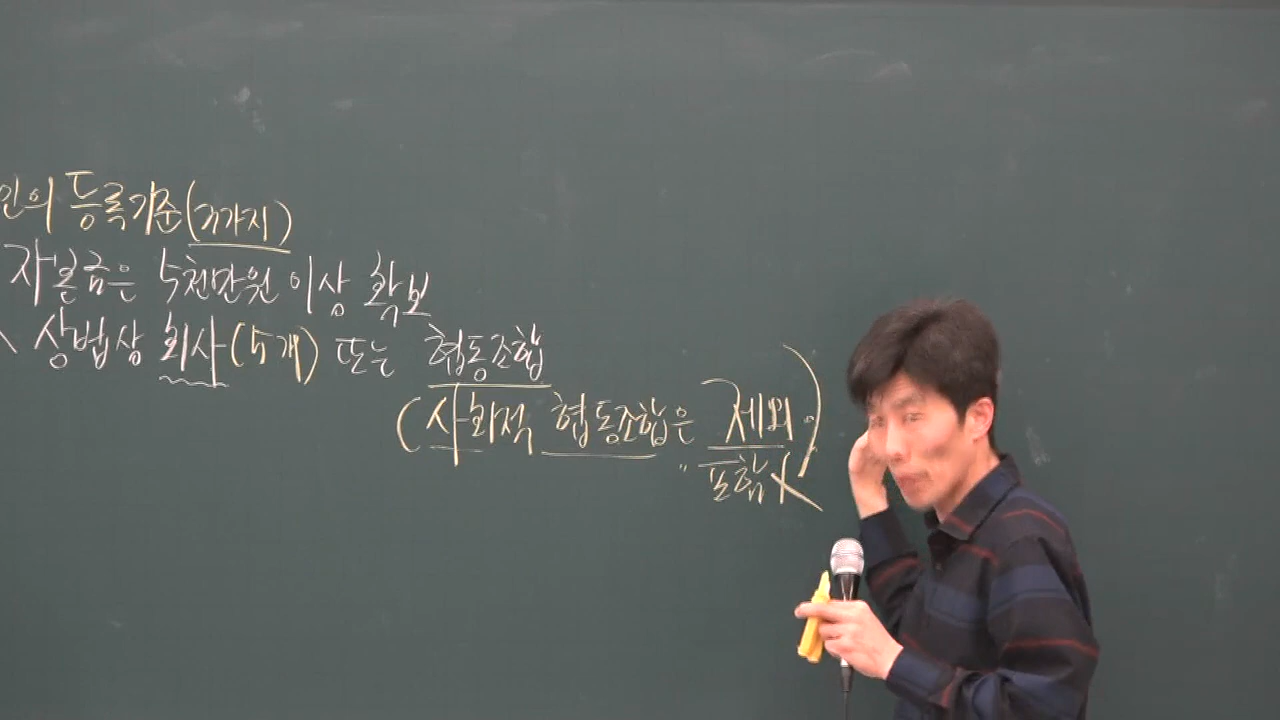 인의 등록기준(가지)
자본금은 5천만원 이상 확보
상법상 회사(5개) 또는 협동조합
(사회적 협동조합은 제외)
" 포함 X